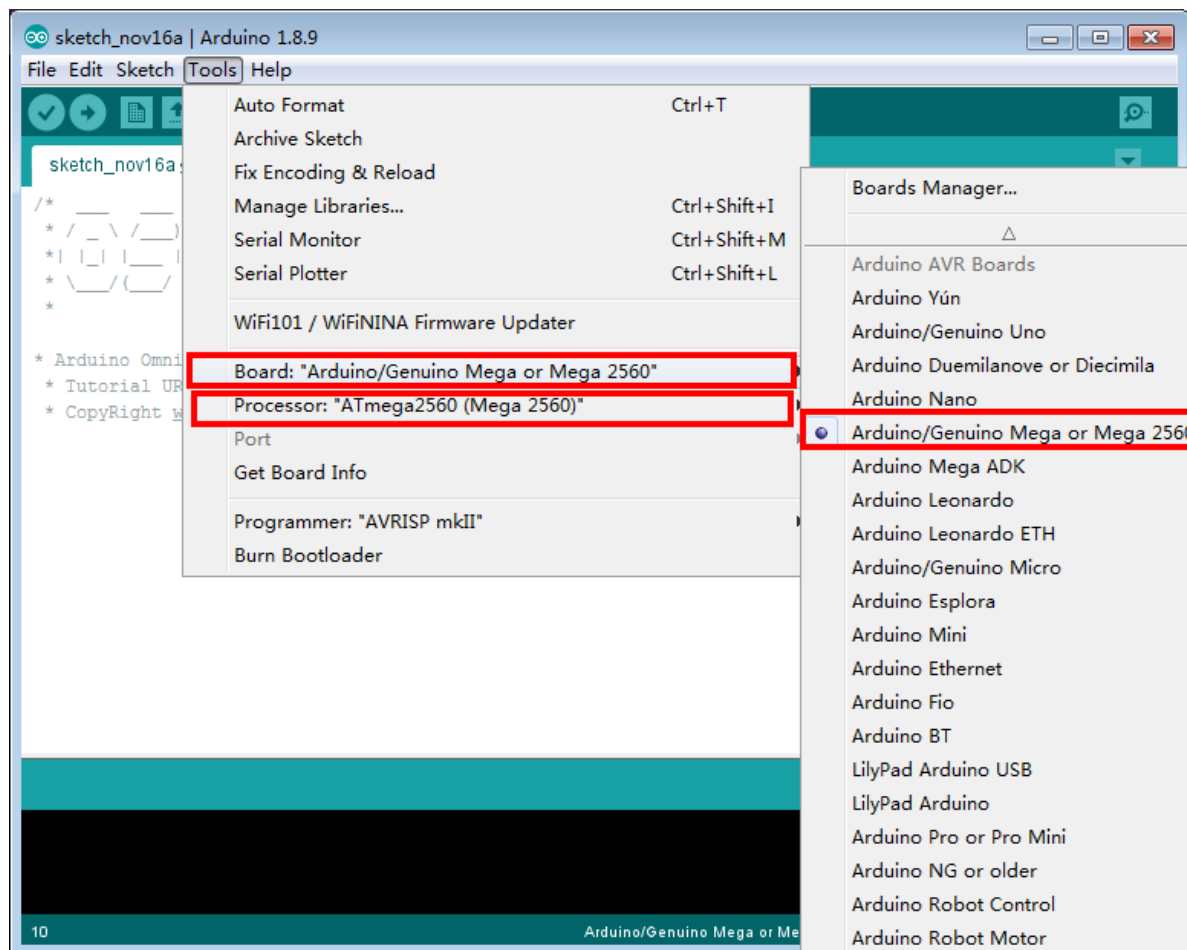 sketch_nov16a | Arduino 1.8.9
File Edit Sketch Tools Help
sketch_nov16a
Auto Format Ctrl+T
Archive Sketch
Fix Encoding & Reload
Manage Libraries... Ctrl+Shift+I
Serial Monitor Ctrl+Shift+M
Serial Plotter Ctrl+Shift+L
WiFi101 / WiFiNINA Firmware Updater
Board: "Arduino/Genuino Mega or Mega 2560"
Processor: "ATmega2560 (Mega 2560)"
Port
Get Board Info
Programmer: "AVRISP mkII"
Burn Bootloader
/* ___ ___
* / _ \ /___)
*| |_| |___ |
* \___/(___/
*
* Arduino Omni
* Tutorial UR
* CopyRight w
Boards Manager...
Arduino AVR Boards
Arduino Yún
Arduino/Genuino Uno
Arduino Duemilanove or Diecimila
Arduino Nano
Arduino/Genuino Mega or Mega 256
Arduino Mega ADK
Arduino Leonardo
Arduino Leonardo ETH
Arduino/Genuino Micro
Arduino Esplora
Arduino Mini
Arduino Ethernet
Arduino Fio
Arduino BT
LilyPad Arduino USB
LilyPad Arduino
Arduino Pro or Pro Mini
Arduino NG or older
Arduino Robot Control
Arduino Robot Motor
10 Arduino/Genuino Mega or Me